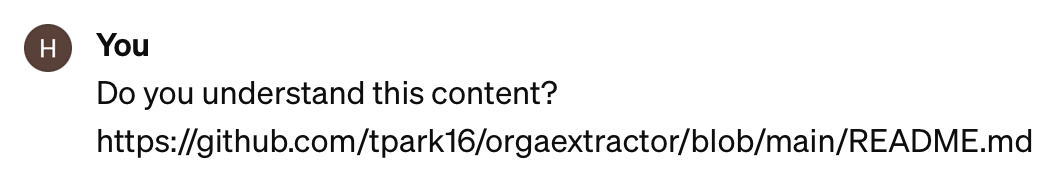 H You
Do you understand this content?
https://github.com/tpark16/orgaextractor/blob/main/README.md